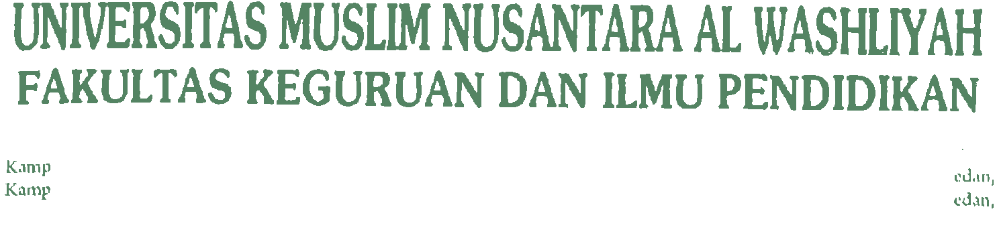 UNIVERSITAS MUSLIM NUSANTARA AL WASHLIYAH
FAKULTAS KEGURUAN DAN ILMU PENDIDIKAN
Kamp edan,
Kamp edan,